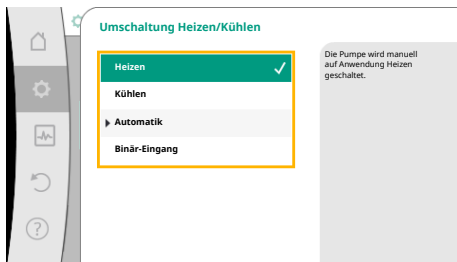 Umschaltung Heizen/Kühlen
Heizen
Kühlen
Automatik
Binär-Eingang
Die Pumpe wird manuell
auf Anwendung Heizen
geschaltet.
?